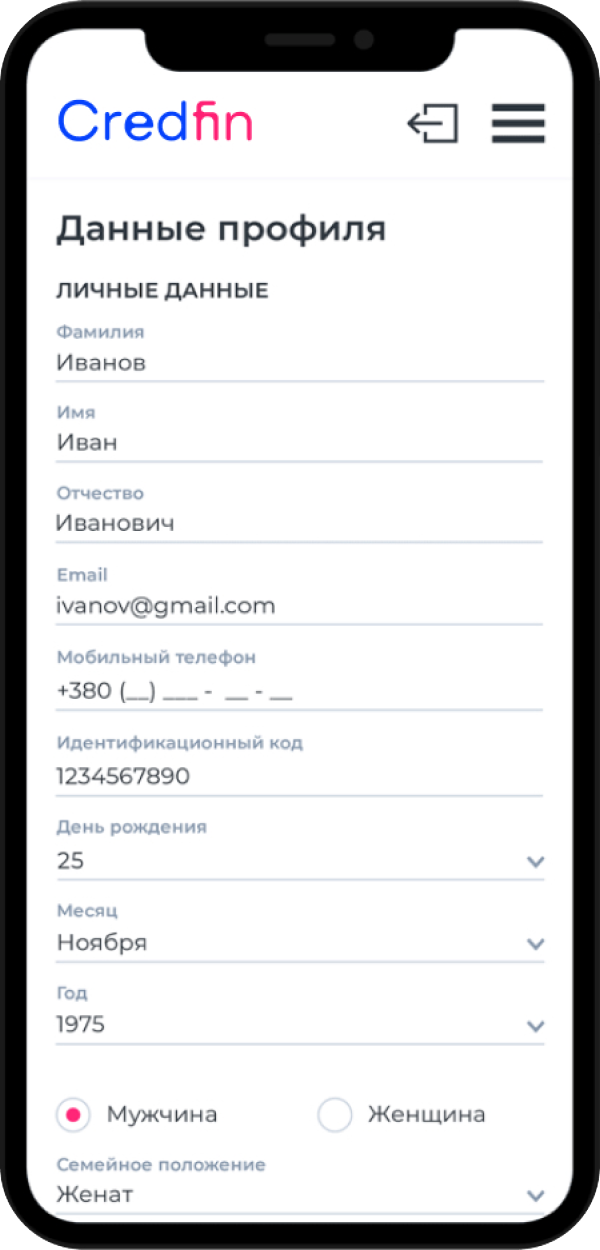 Credfin
Данные профиля
ЛИЧНЫЕ ДАННЫЕ
Фамилия
Иванов
Имя
Иван
Отчество
Иванович
Email
ivanov@gmail.com
Мобильный телефон
+380 (__) ___ - __ - __
Идентификационный код
1234567890
День рождения
25
Месяц
Ноября
Год
1975
Мужчина Женщина
Семейное положение
Женат